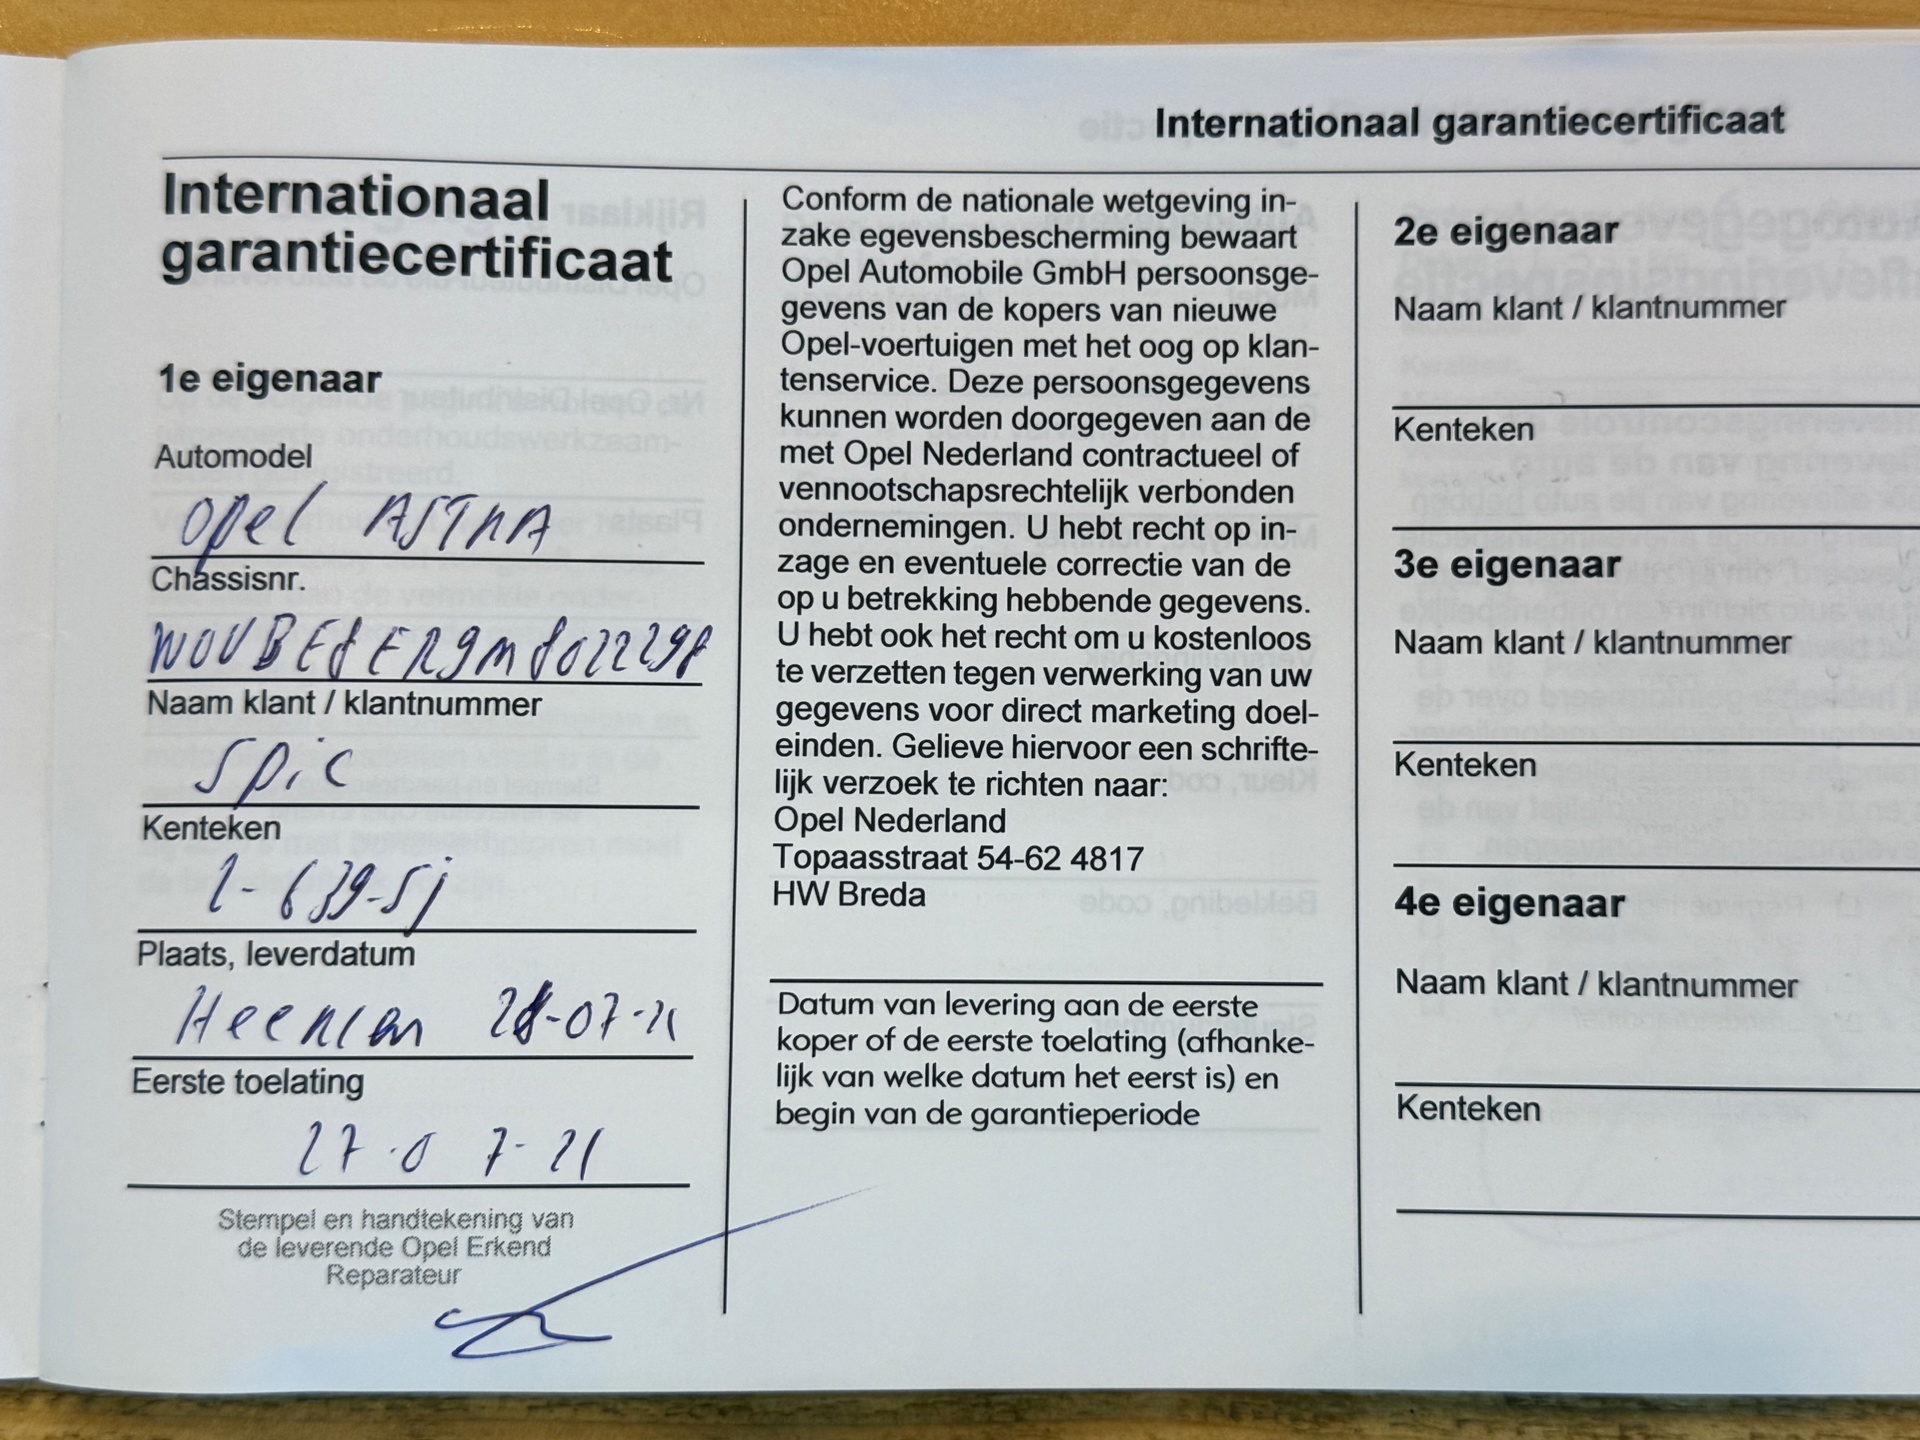 Internationaal garantiecertificaat
Internationaal
garantiecertificaat
1e eigenaar
Automodel
Opel ASTRA
Chassisnr.
W0VBE8ER9M8022298
Naam klant / klantnummer
Spic
Kenteken
L-639-SJ
Plaats, leverdatum
28-07-21
Eerste toelating
27-07-21
Stempel en handtekening van
de leverende Opel Erkend
Reparateur
Conform de nationale wetgeving in-
zake egevensbescherming bewaart
Opel Automobile GmbH persoonsge-
gevens van de kopers van nieuwe
Opel-voertuigen met het oog op klan-
tenservice. Deze persoonsgegevens
kunnen worden doorgegeven aan de
met Opel Nederland contractueel of
vennootschapsrechtelijk verbonden
ondernemingen. U hebt recht op in-
zage en eventuele correctie van de
op u betrekking hebbende gegevens.
U hebt ook het recht om u kostenloos
te verzetten tegen verwerking van uw
gegevens voor direct marketing doel-
einden. Gelieve hiervoor een schrifte-
lijk verzoek te richten naar:
Opel Nederland
Topaasstraat 54-62 4817
HW Breda
Datum van levering aan de eerste
koper of de eerste toelating (afhanke-
lijk van welke datum het eerst is) en
begin van de garantieperiode
2e eigenaar
Naam klant / klantnummer
Kenteken
3e eigenaar
Naam klant / klantnummer
Kenteken
4e eigenaar
Naam klant / klantnummer
Kenteken